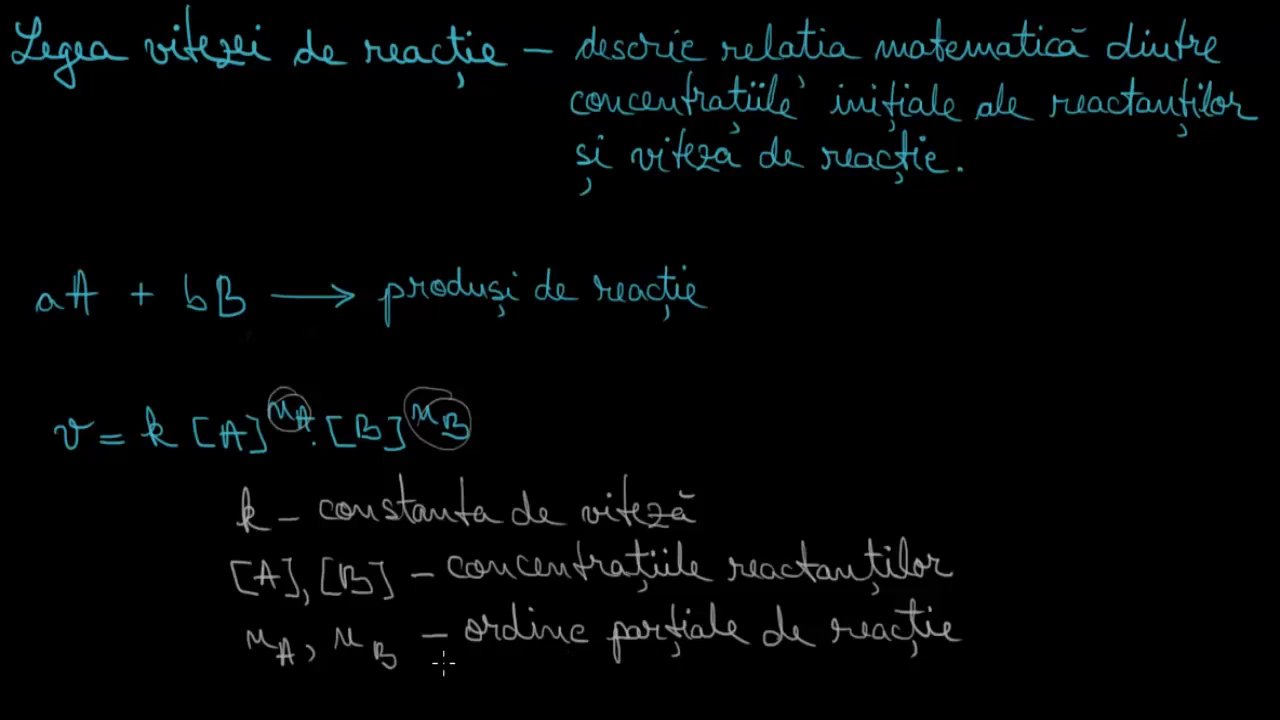 Legea vitezei de reacție – descrie relația matematică dintre
concentrațiile inițiale ale reactanților
și viteza de reacție.
aA + bB ⟶ produși de reacție
v = k [A]^nA · [B]^nB
k – constanta de viteză
[A], [B] – concentrațiile reactanților
nA, nB – ordine parțiale de reacție